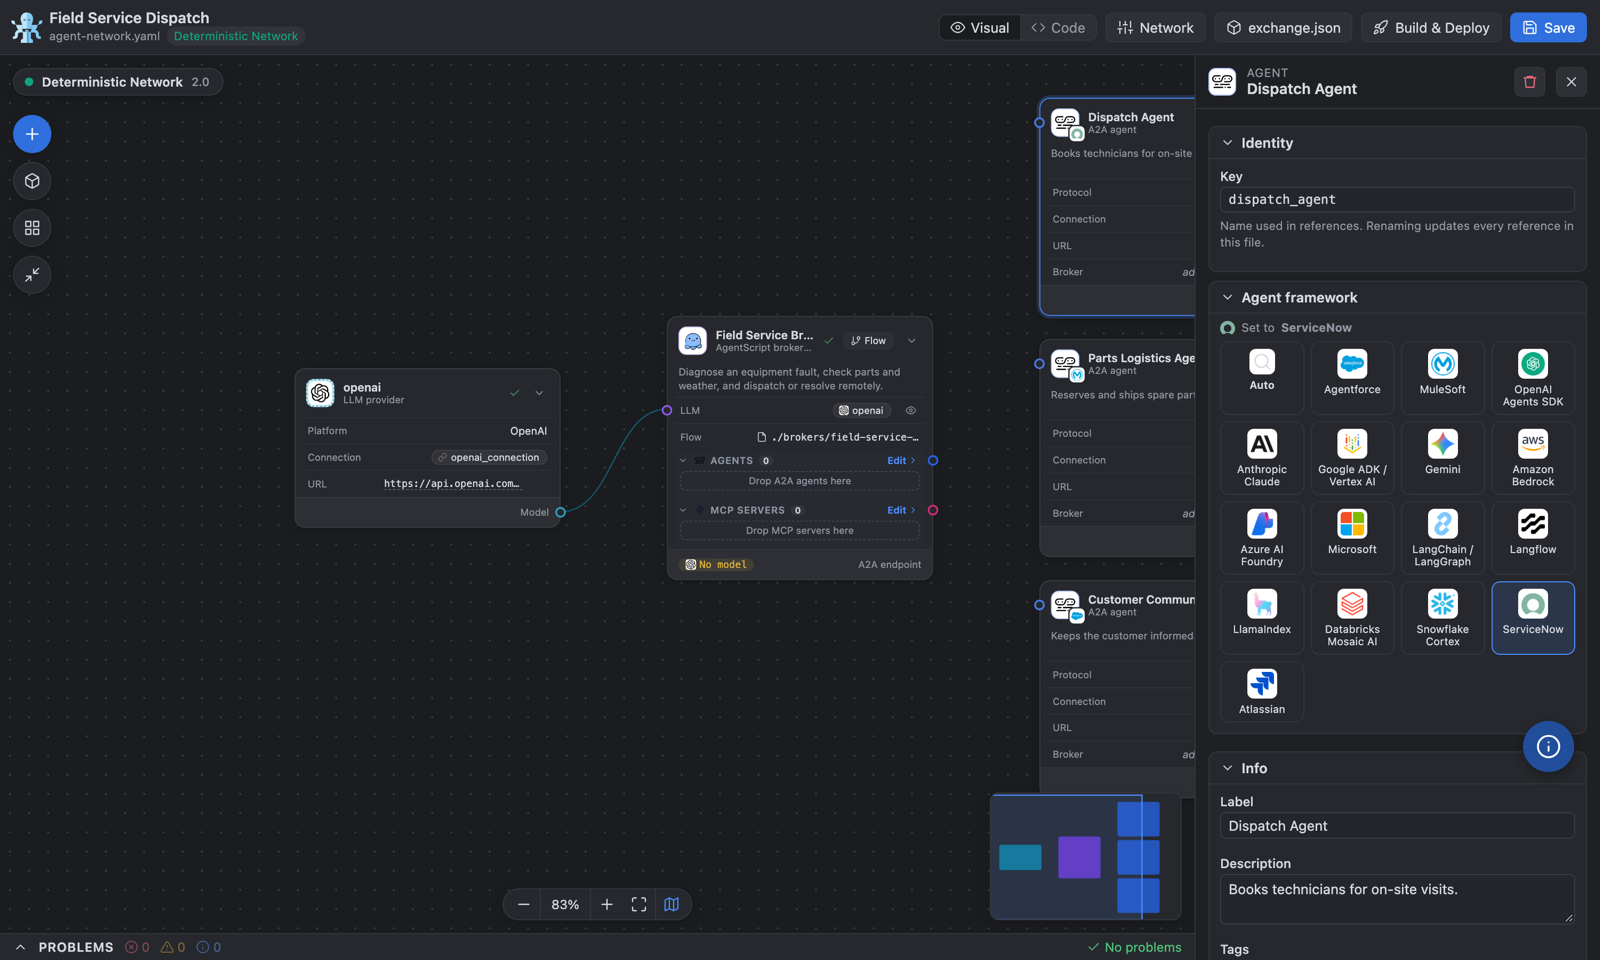 Field Service Dispatch
agent-network.yaml Deterministic Network
Visual
Code
Network
exchange.json
Build & Deploy
Save
Deterministic Network 2.0
openai
LLM provider
Platform OpenAI
Connection openai_connection
URL https://api.openai.com…
Model
Field Service Br...
AgentScript broker...
Flow
Diagnose an equipment fault, check parts and
weather, and dispatch or resolve remotely.
LLM openai
Flow ./brokers/field-service-…
AGENTS 0 Edit
Drop A2A agents here
MCP SERVERS 0 Edit
Drop MCP servers here
No model A2A endpoint
Dispatch Agent
A2A agent
Books technicians for on-site
Protocol
Connection
URL
Broker ad
Parts Logistics Age
A2A agent
Reserves and ships spare part
Protocol
Connection
URL
Broker ad
Customer Commun
A2A agent
Keeps the customer informed
Protocol
Connection
URL
Broker ad
83%
PROBLEMS 0 0 0
No problems
AGENT
Dispatch Agent
Identity
Key
dispatch_agent
Name used in references. Renaming updates every reference in
this file.
Agent framework
Set to ServiceNow
Auto
Agentforce
MuleSoft
OpenAI
Agents SDK
Anthropic
Claude
Google ADK /
Vertex AI
Gemini
aws
Amazon
Bedrock
Azure AI
Foundry
Microsoft
LangChain /
LangGraph
Langflow
LlamaIndex
Databricks
Mosaic AI
Snowflake
Cortex
ServiceNow
Atlassian
Info
Label
Dispatch Agent
Description
Books technicians for on-site visits.
Tags